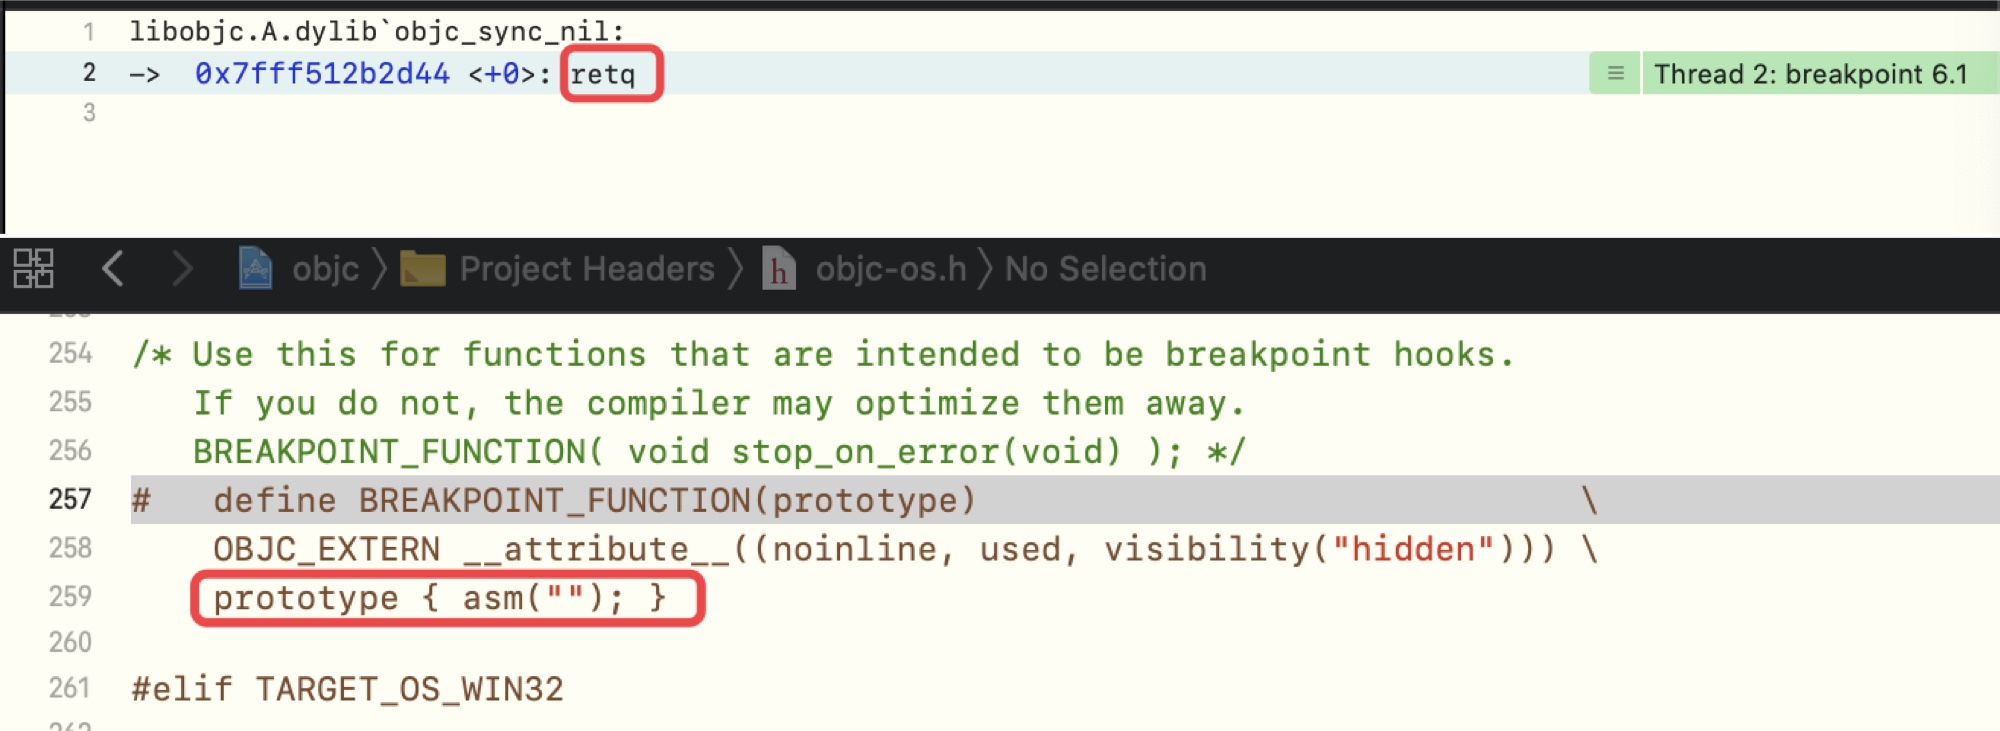 1 libobjc.A.dylib`objc_sync_nil:
2 -> 0x7fff512b2d44 <+0>: retq Thread 2: breakpoint 6.1
3
objc Project Headers h objc-os.h No Selection
254 /* Use this for functions that are intended to be breakpoint hooks.
255 If you do not, the compiler may optimize them away.
256 BREAKPOINT_FUNCTION( void stop_on_error(void) ); */
257 # define BREAKPOINT_FUNCTION(prototype) \
258 OBJC_EXTERN __attribute__((noinline, used, visibility("hidden"))) \
259 prototype { asm(""); }
260
261 #elif TARGET_OS_WIN32